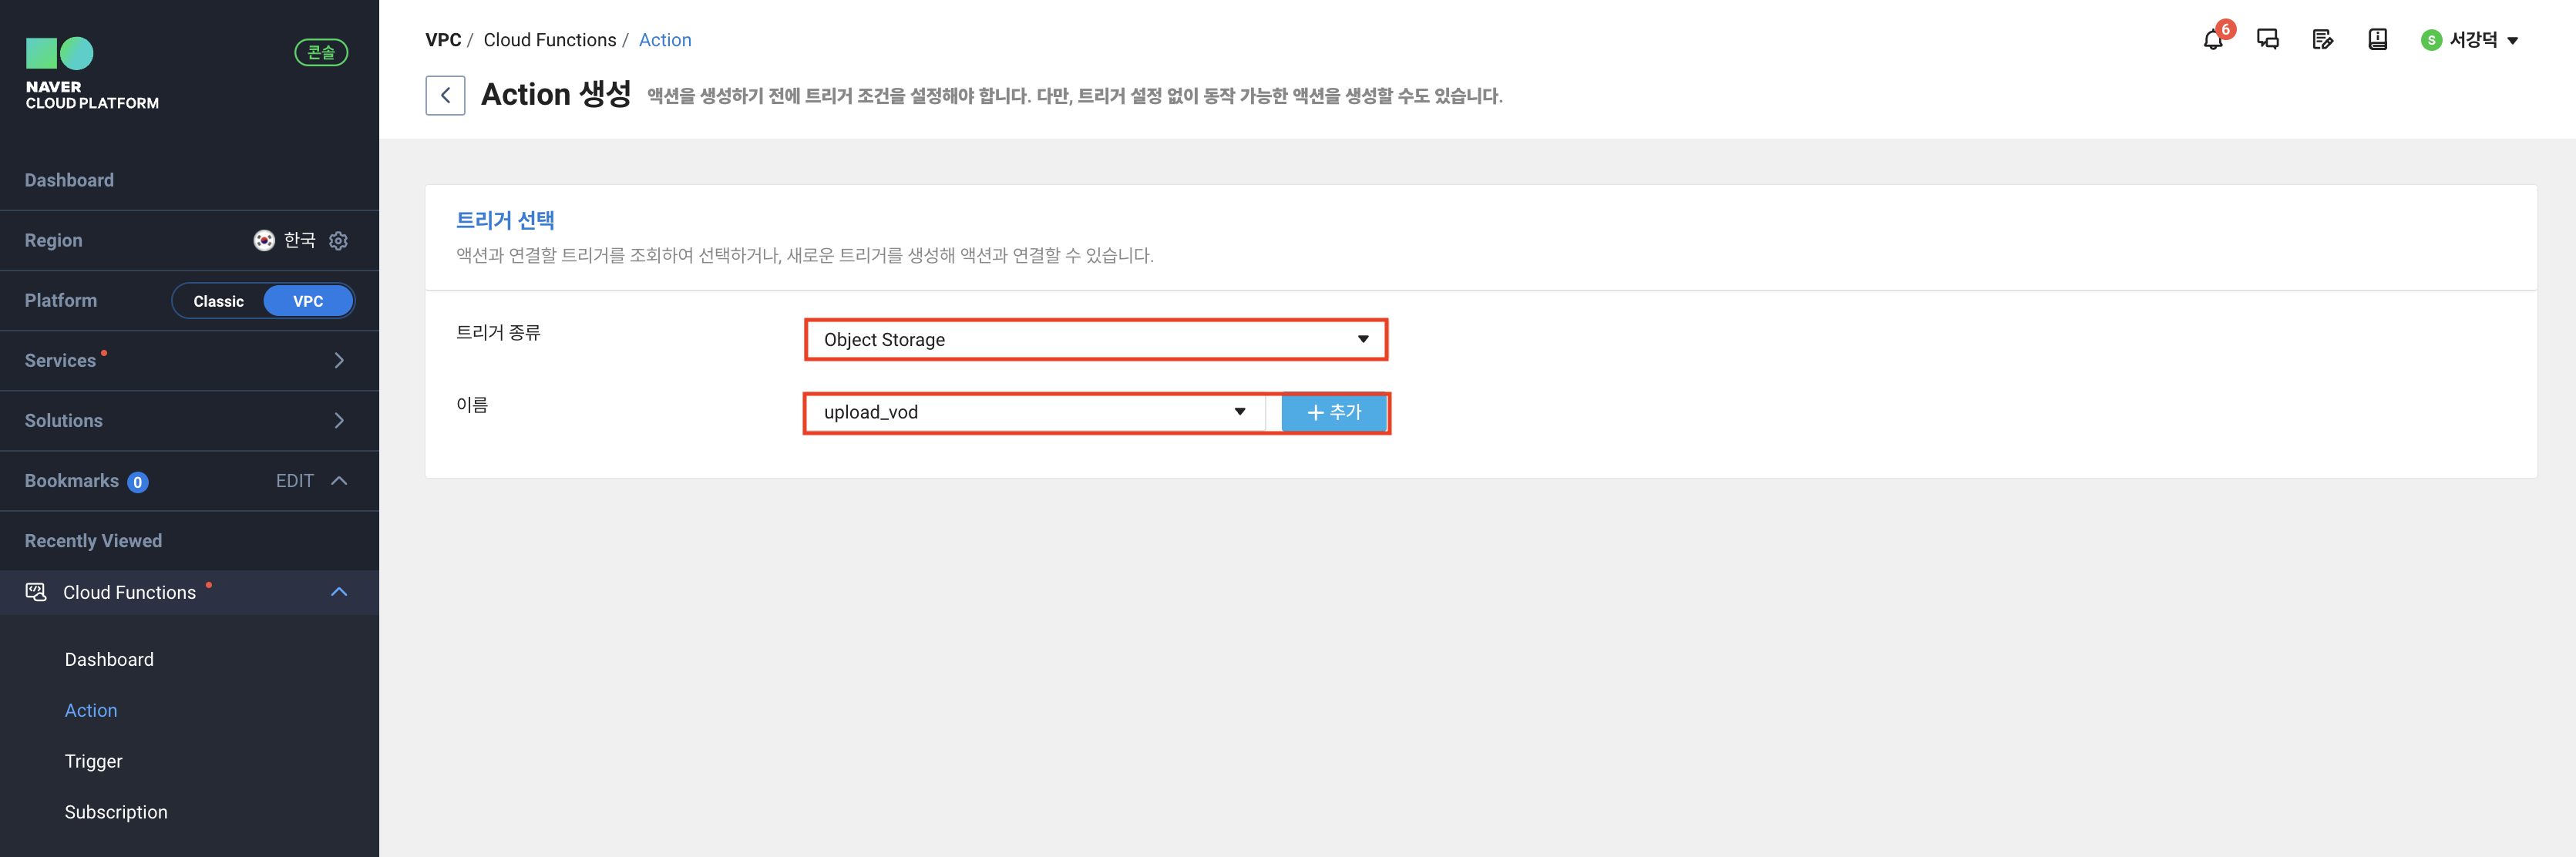 콘솔
NAVER
CLOUD PLATFORM
Dashboard
Region 한국
Platform Classic VPC
Services
Solutions
Bookmarks 0 EDIT
Recently Viewed
Cloud Functions
Dashboard
Action
Trigger
Subscription
VPC / Cloud Functions / Action
6
S 서강덕
Action 생성 액션을 생성하기 전에 트리거 조건을 설정해야 합니다. 다만, 트리거 설정 없이 동작 가능한 액션을 생성할 수도 있습니다.
트리거 선택
액션과 연결할 트리거를 조회하여 선택하거나, 새로운 트리거를 생성해 액션과 연결할 수 있습니다.
트리거 종류 Object Storage
이름 upload_vod + 추가